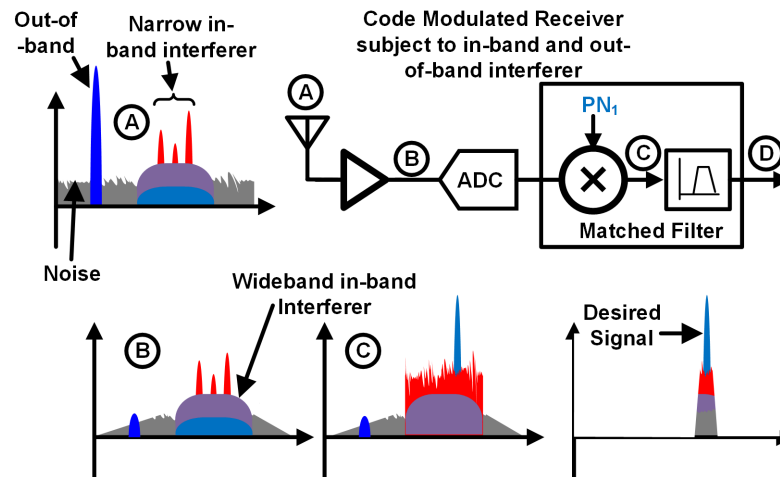 Out-of
-band
Narrow in-
band interferer
Code Modulated Receiver
subject to in-band and out-
of-band interferer
A
Noise
A
B
ADC
PN₁
C
D
Matched Filter
Wideband in-band
Interferer
B
C
Desired
Signal